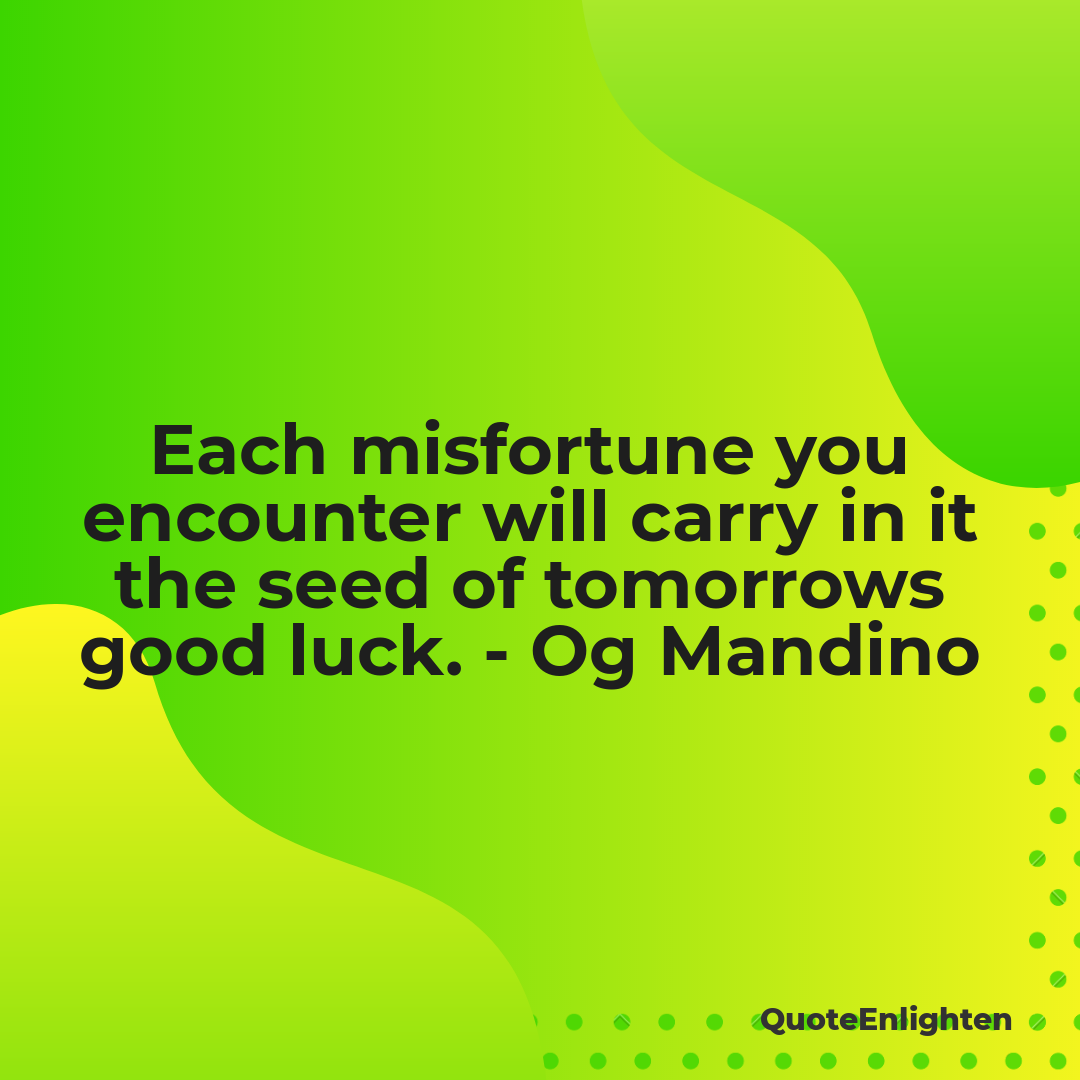 Each misfortune you
encounter will carry in it
the seed of tomorrows
good luck. - Og Mandino
QuoteEnlighten